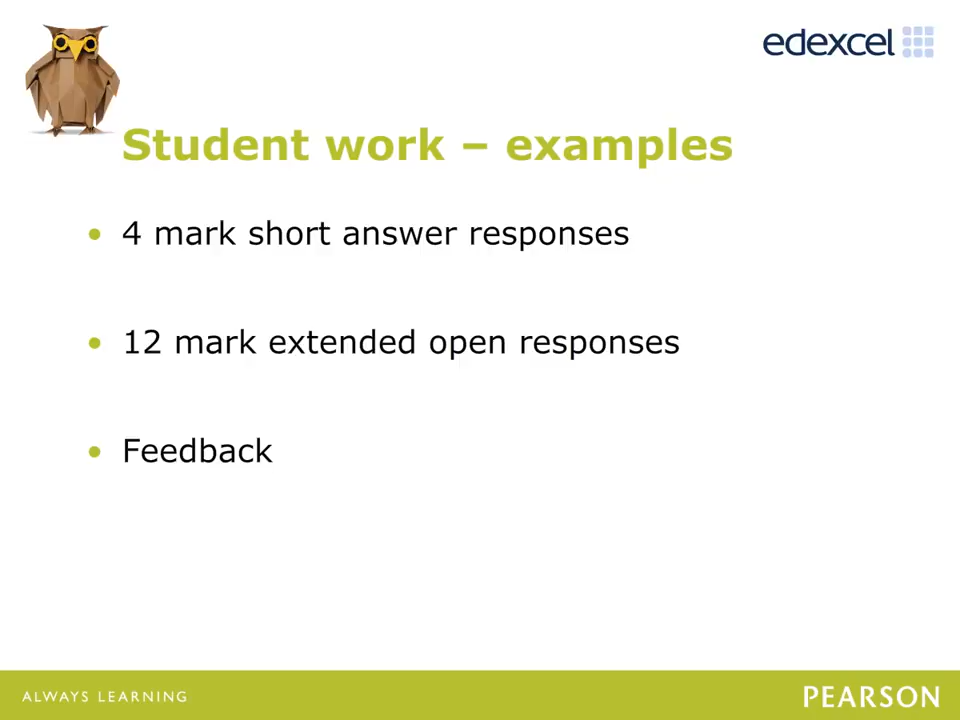 edexcel
Student work – examples
• 4 mark short answer responses
• 12 mark extended open responses
• Feedback
ALWAYS LEARNING
PEARSON